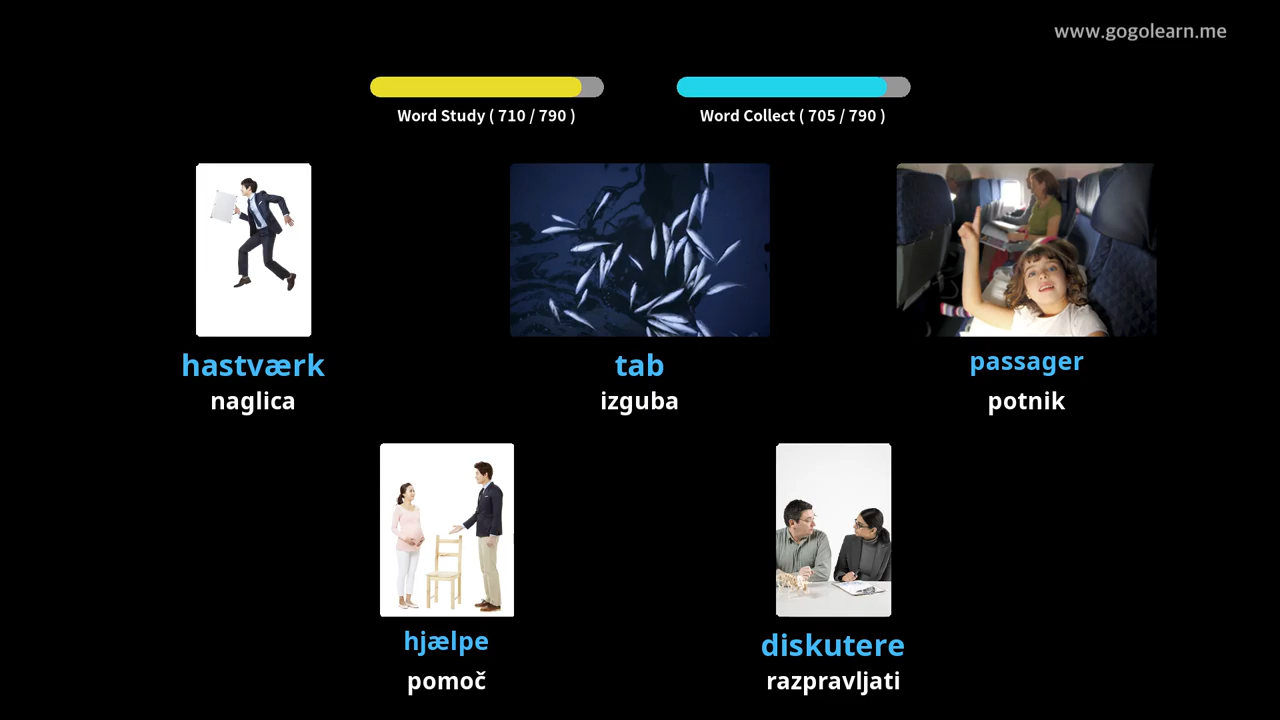 www.gogolearn.me
Word Study ( 710 / 790 )
Word Collect ( 705 / 790 )
hastværk
naglica
tab
izguba
passager
potnik
hjælpe
pomoč
diskutere
razpravljati